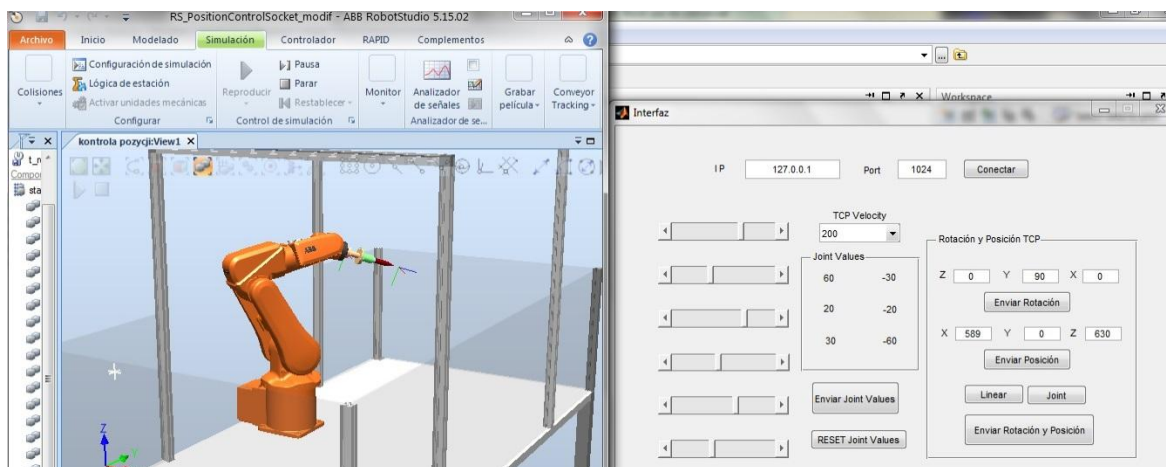 RS_PositionControlSocket_modif - ABB RobotStudio 5.15.02
Archivo Inicio Modelado Simulación Controlador RAPID Complementos
Colisiones
Configuración de simulación
Lógica de estación
Activar unidades mecánicas
Configurar
Reproducir
Pausa
Parar
Restablecer
Control de simulación
Monitor
Analizador de señales
Analizador de se...
Grabar película
Conveyor Tracking
kontrola pozycji:View1
sta
ABB
Z
Y
Workspace
Interfaz
IP 127.0.0.1 Port 1024 Conectar
TCP Velocity
200
Joint Values
60 -30
20 -20
30 -60
Enviar Joint Values
RESET Joint Values
Rotación y Posición TCP
Z 0 Y 90 X 0
Enviar Rotación
X 589 Y 0 Z 630
Enviar Posición
Linear Joint
Enviar Rotación y Posición